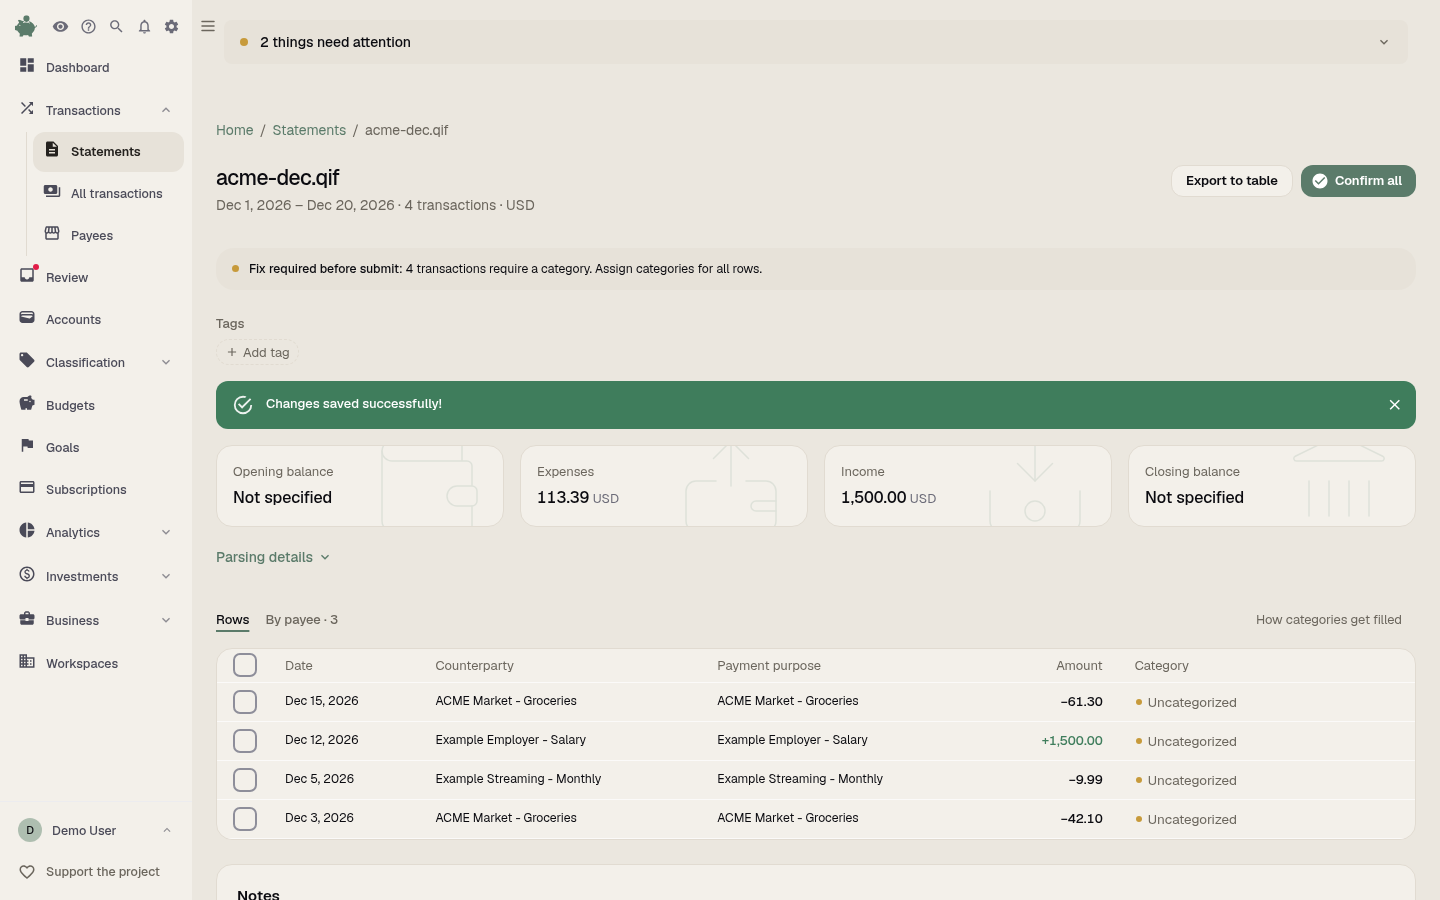 2 things need attention
Dashboard
Transactions
Statements
All transactions
Payees
Review
Accounts
Classification
Budgets
Goals
Subscriptions
Analytics
Investments
Business
Workspaces
D
Demo User
Support the project
Home / Statements / acme-dec.qif
acme-dec.qif
Dec 1, 2026 – Dec 20, 2026 · 4 transactions · USD
Export to table
Confirm all
Fix required before submit: 4 transactions require a category. Assign categories for all rows.
Tags
+ Add tag
Changes saved successfully!
Opening balance
Not specified
Expenses
113.39 USD
Income
1,500.00 USD
Closing balance
Not specified
Parsing details
Rows
By payee · 3
How categories get filled
Date Counterparty Payment purpose Amount Category
Dec 15, 2026 ACME Market - Groceries ACME Market - Groceries −61.30 Uncategorized
Dec 12, 2026 Example Employer - Salary Example Employer - Salary +1,500.00 Uncategorized
Dec 5, 2026 Example Streaming - Monthly Example Streaming - Monthly −9.99 Uncategorized
Dec 3, 2026 ACME Market - Groceries ACME Market - Groceries −42.10 Uncategorized
Notes